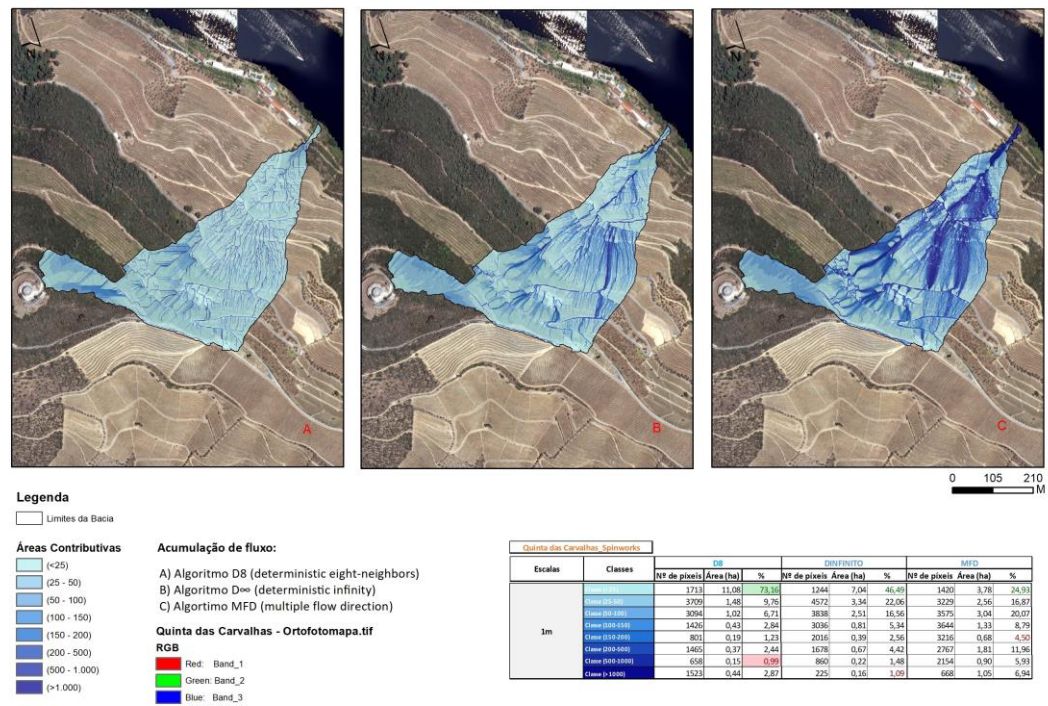 N
N
N
A
B
C
0 105 210
M
Legenda
Limites da Bacia
Áreas Contributivas
(<25)
(25 - 50)
(50 - 100)
(100 - 150)
(150 - 200)
(200 - 500)
(500 - 1.000)
(>1.000)
Acumulação de fluxo:
A) Algoritmo D8 (deterministic eight-neighbors)
B) Algoritmo D∞ (deterministic infinity)
C) Algortimo MFD (multiple flow direction)
Quinta das Carvalhas - Ortofotomapa.tif
RGB
Red: Band_1
Green: Band_2
Blue: Band_3
Quinta das Carvalhas_Spinworks
Escalas Classes D8 DINFINITO MFD
Nº de píxeis Área (ha) % Nº de píxeis Área (ha) % Nº de píxeis Área (ha) %
1m
1713 11,08 73,16 1244 7,04 46,49 1420 3,78 24,93
Classe (25-50) 3709 1,48 9,76 4572 3,34 22,06 3229 2,56 16,87
Classe (50-100) 3094 1,02 6,71 3838 2,51 16,56 3575 3,04 20,07
Classe (100-150) 1426 0,43 2,84 3036 0,81 5,34 3644 1,33 8,79
Classe (150-200) 801 0,19 1,23 2016 0,39 2,56 3216 0,68 4,50
Classe (200-500) 1465 0,37 2,44 1678 0,67 4,42 2767 1,81 11,96
Classe (500-1000) 658 0,15 0,99 860 0,22 1,48 2154 0,90 5,93
Classe (>1000) 1523 0,44 2,87 225 0,16 1,09 668 1,05 6,94